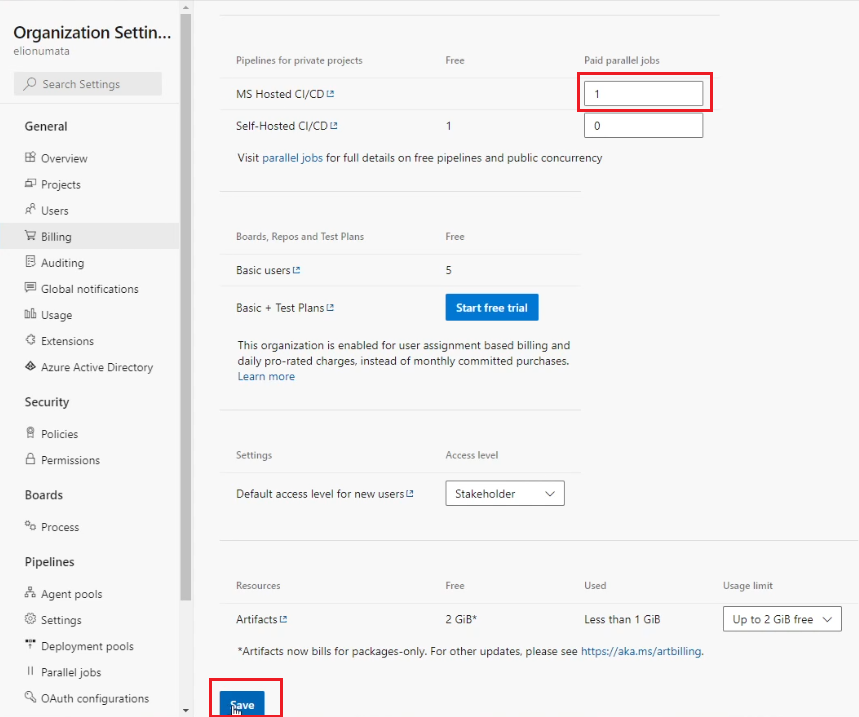 Organization Settin...
elionumata
Search Settings
General
Overview
Projects
Users
Billing
Auditing
Global notifications
Usage
Extensions
Azure Active Directory
Security
Policies
Permissions
Boards
Process
Pipelines
Agent pools
Settings
Deployment pools
Parallel jobs
OAuth configurations
Pipelines for private projects Free Paid parallel jobs
MS Hosted CI/CD 1
Self-Hosted CI/CD 1 0
Visit parallel jobs for full details on free pipelines and public concurrency
Boards, Repos and Test Plans Free
Basic users 5
Basic + Test Plans Start free trial
This organization is enabled for user assignment based billing and
daily pro-rated charges, instead of monthly committed purchases.
Learn more
Settings Access level
Default access level for new users Stakeholder
Resources Free Used Usage limit
Artifacts 2 GiB* Less than 1 GiB Up to 2 GiB free
*Artifacts now bills for packages-only. For other updates, please see https://aka.ms/artbilling.
Save